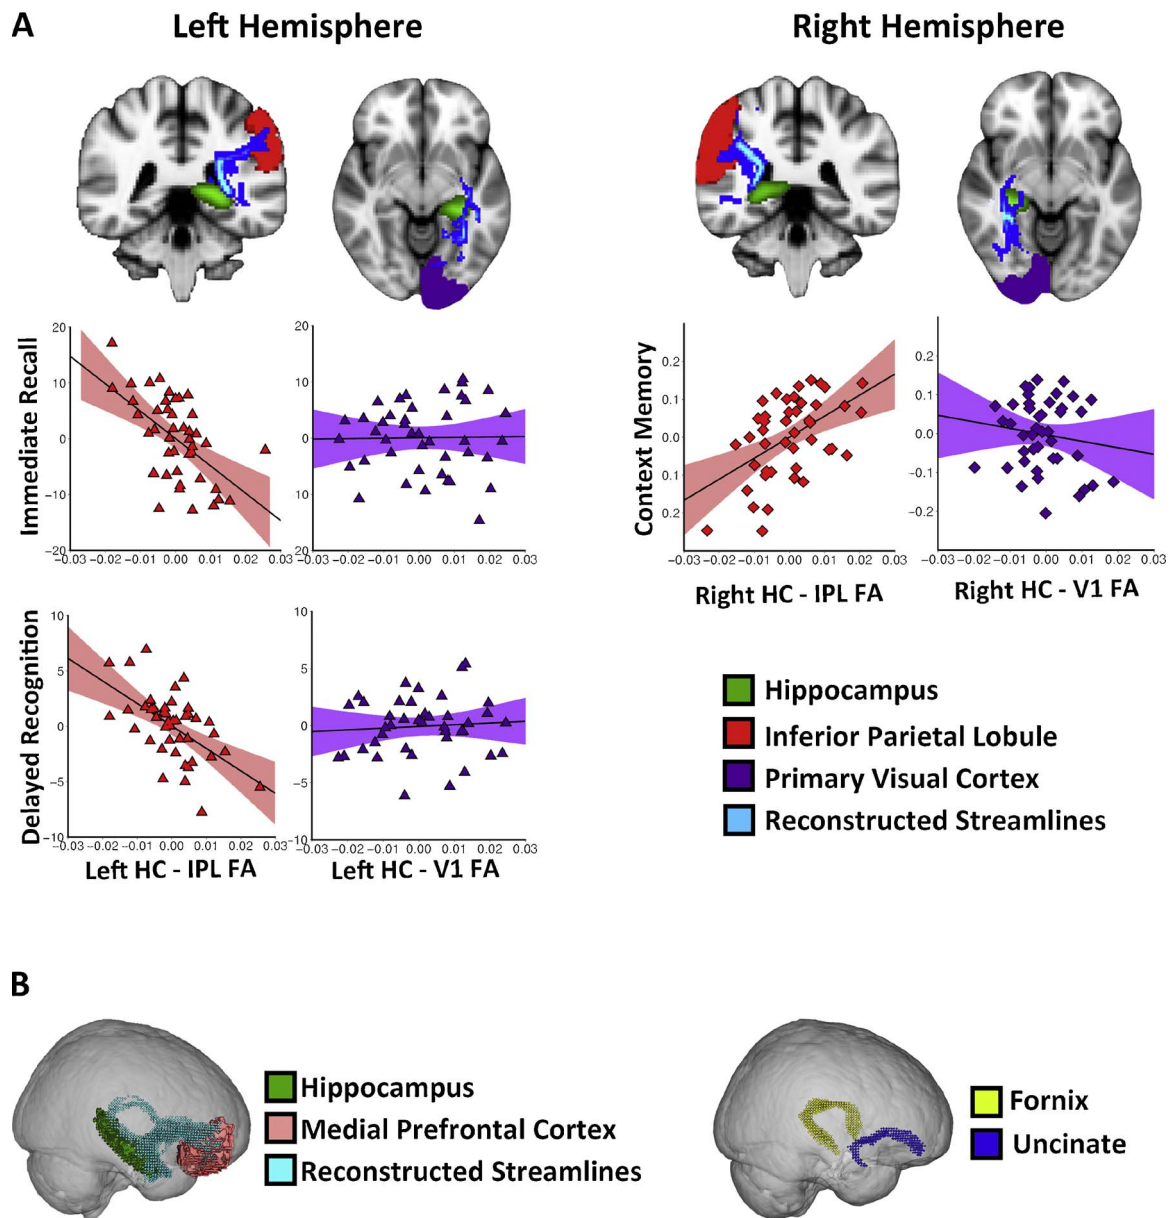 A
Left Hemisphere
Right Hemisphere
Immediate Recall
20
10
0
−10
−20
−0.03 −0.02 −0.01 0.00 0.01 0.02 0.03
20
10
0
−10
−20
−0.03 −0.02 −0.01 0.00 0.01 0.02 0.03
Context Memory
0.2
0.1
0.0
0.1
0.2
−0.03 −0.02 −0.01 0.00 0.01 0.02 0.03
Right HC - IPL FA
0.2
0.1
0.0
−0.1
−0.2
−0.03 −0.02 −0.01 0.00 0.01 0.02 0.03
Right HC - V1 FA
Delayed Recognition
10
5
0
−5
−10
−0.03 −0.02 −0.01 0.00 0.01 0.02 0.03
Left HC - IPL FA
10
5
0
−5
−10
−0.03 −0.02 −0.01 0.00 0.01 0.02 0.03
Left HC - V1 FA
Hippocampus
Inferior Parietal Lobule
Primary Visual Cortex
Reconstructed Streamlines
B
Hippocampus
Medial Prefrontal Cortex
Reconstructed Streamlines
Fornix
Uncinate